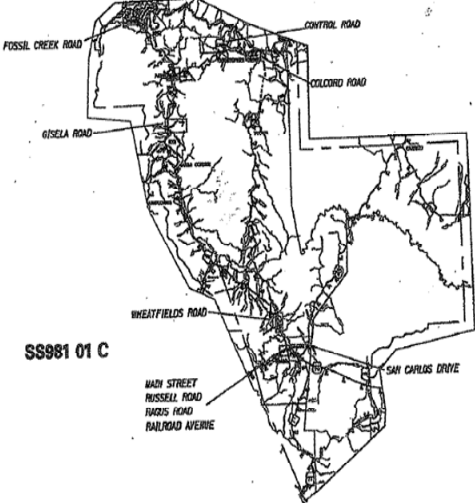 CONTROL ROAD
FOSSIL CREEK ROAD
COLCORD ROAD
GISELA ROAD
WHEATFIELDS ROAD
SS981 01 C
SAN CARLOS DRIVE
MAIN STREET
RUSSELL ROAD
RAGUS ROAD
RAILROAD AVENUE